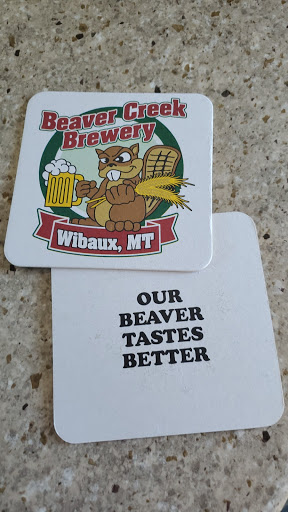 Beaver Creek
Brewery
Wibaux, MT
OUR
BEAVER
TASTES
BETTER